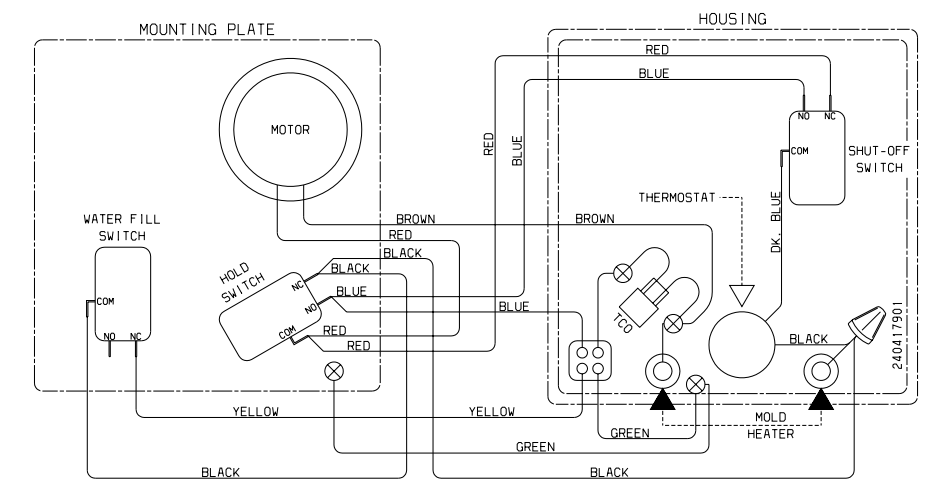 HOUSING
MOUNTING PLATE
RED
BLUE
MOTOR
RED
BLUE
NO
NC
COM
SHUT-OFF
SWITCH
THERMOSTAT
DK. BLUE
WATER FILL
SWITCH
BROWN
BROWN
RED
BLACK
BLACK
HOLD
SWITCH
NC
NO
COM
BLUE
BLUE
COM
NO
NC
RED
RED
TCO
BLACK
240417901
YELLOW
YELLOW
MOLD
HEATER
GREEN
GREEN
BLACK
BLACK